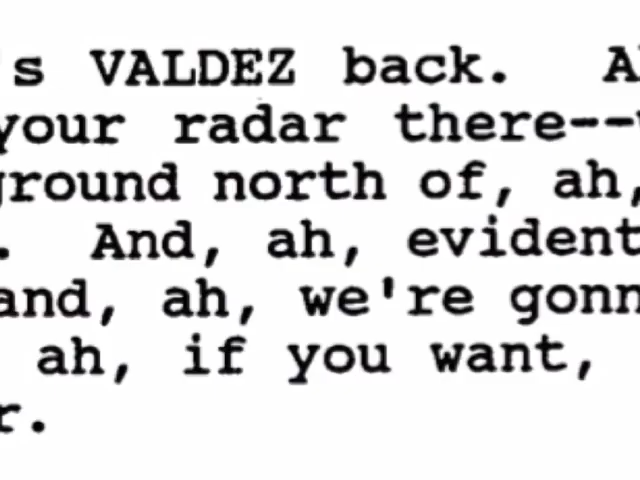 's VALDEZ back. A
your radar there--
ground north of, ah,
. And, ah, evident
and, ah, we're gonn
ah, if you want,
r.